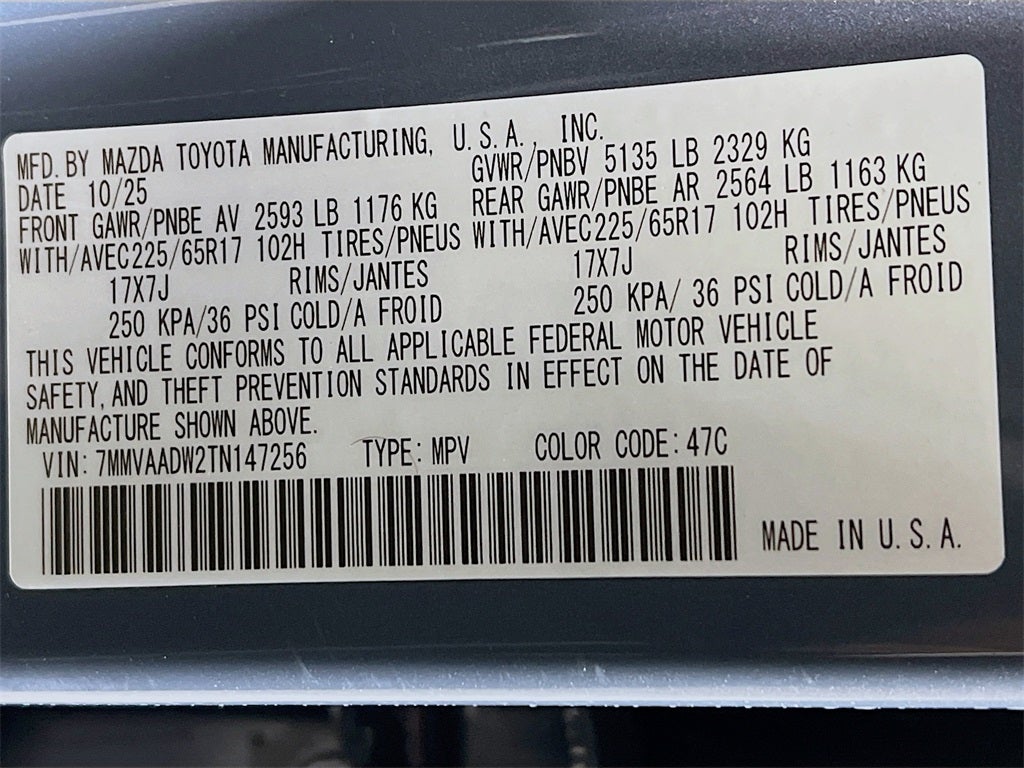 MFD. BY MAZDA TOYOTA MANUFACTURING, U.S.A., INC.
DATE 10/25 GVWR/PNBV 5135 LB 2329 KG
FRONT GAWR/PNBE AV 2593 LB 1176 KG REAR GAWR/PNBE AR 2564 LB 1163 KG
WITH/AVEC225/65R17 102H TIRES/PNEUS WITH/AVEC225/65R17 102H TIRES/PNEUS
17X7J RIMS/JANTES 17X7J RIMS/JANTES
250 KPA/36 PSI COLD/A FROID 250 KPA/ 36 PSI COLD/A FROID
THIS VEHICLE CONFORMS TO ALL APPLICABLE FEDERAL MOTOR VEHICLE
SAFETY, AND THEFT PREVENTION STANDARDS IN EFFECT ON THE DATE OF
MANUFACTURE SHOWN ABOVE.
VIN: 7MMVAADW2TN147256 TYPE: MPV COLOR CODE: 47C
MADE IN U.S.A.